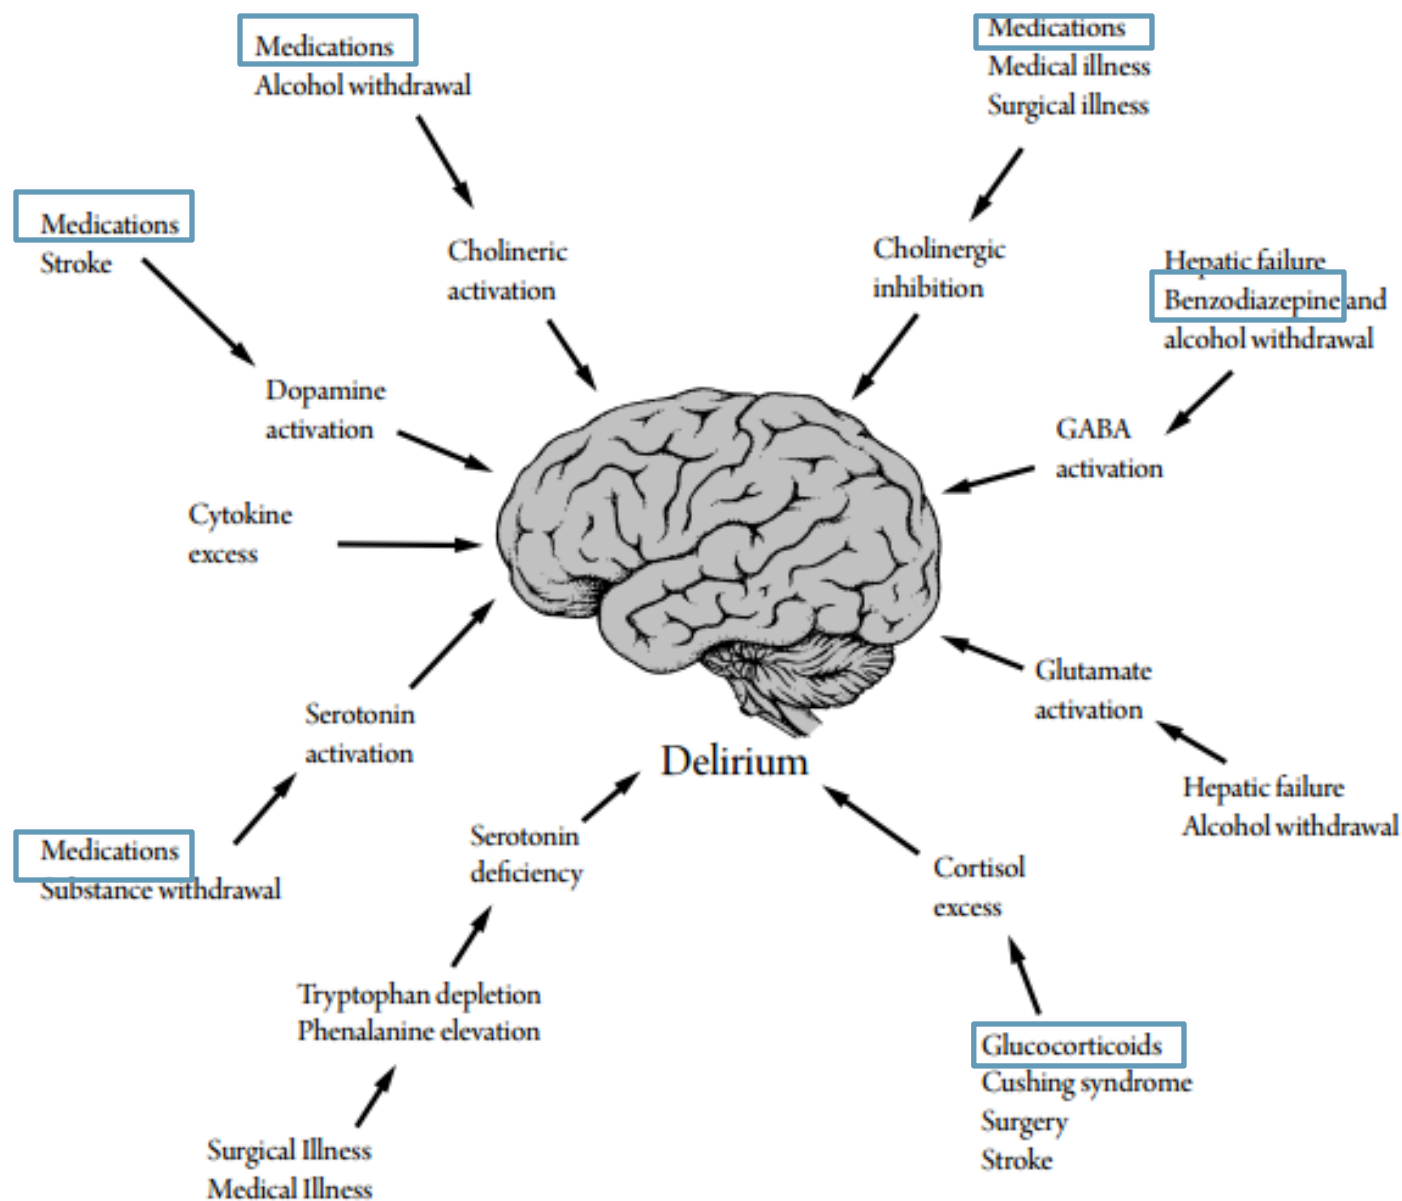 Medications
Alcohol withdrawal
Medications
Medical illness
Surgical illness
Medications
Stroke
Cholineric
activation
Cholinergic
inhibition
Hepatic failure
Benzodiazepine and
alcohol withdrawal
Dopamine
activation
GABA
activation
Cytokine
excess
Glutamate
activation
Serotonin
activation
Delirium
Hepatic failure
Alcohol withdrawal
Medications
Substance withdrawal
Serotonin
deficiency
Cortisol
excess
Tryptophan depletion
Phenalanine elevation
Glucocorticoids
Cushing syndrome
Surgery
Stroke
Surgical Illness
Medical Illness